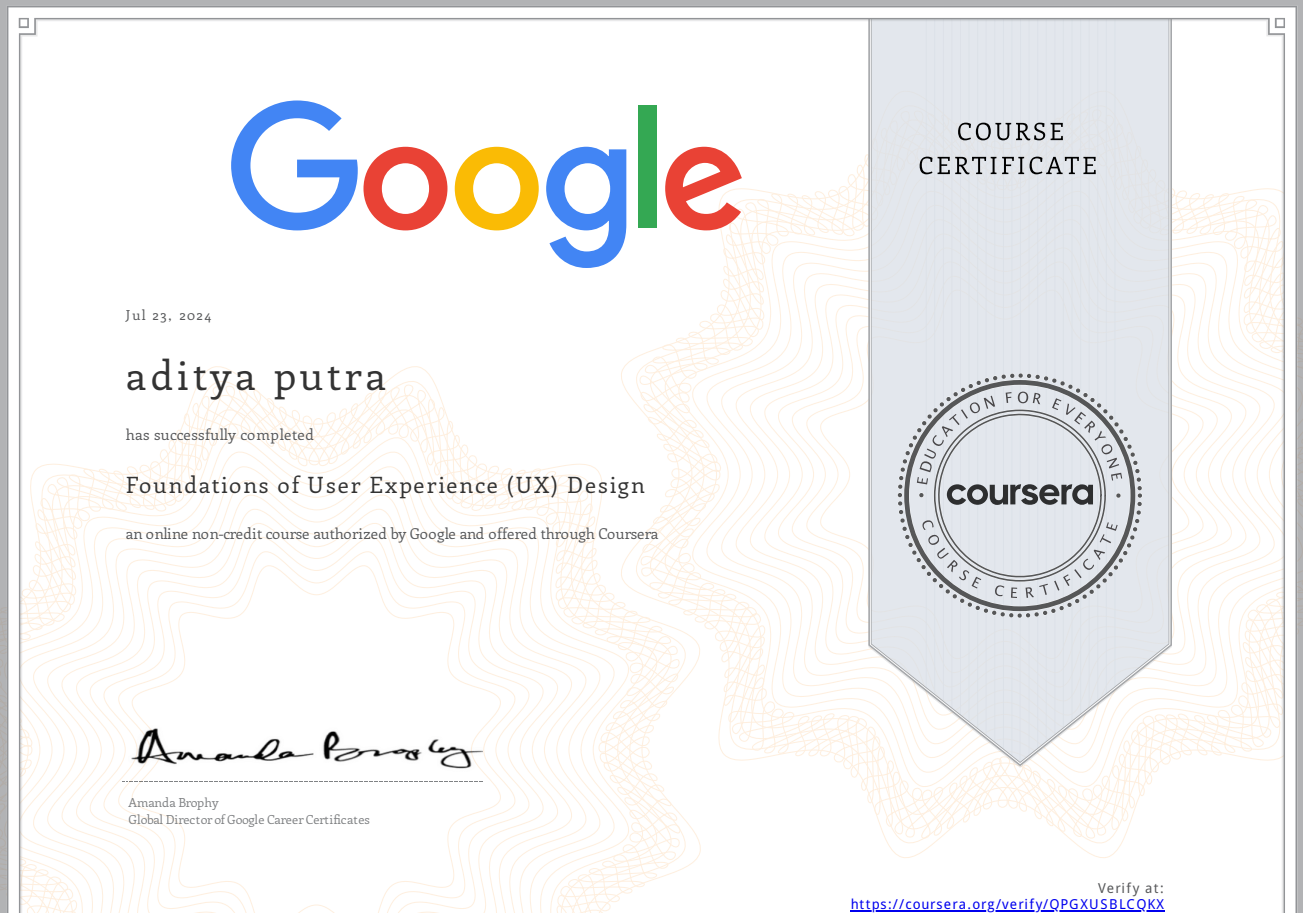 Google
COURSE
CERTIFICATE
Jul 23, 2024
aditya putra
has successfully completed
Foundations of User Experience (UX) Design
an online non-credit course authorized by Google and offered through Coursera
EDUCATION FOR EVERYONE
coursera
COURSE CERTIFICATE
Amanda Brophy
Amanda Brophy
Global Director of Google Career Certificates
Verify at:
https://coursera.org/verify/QPGXUSBLCQKX